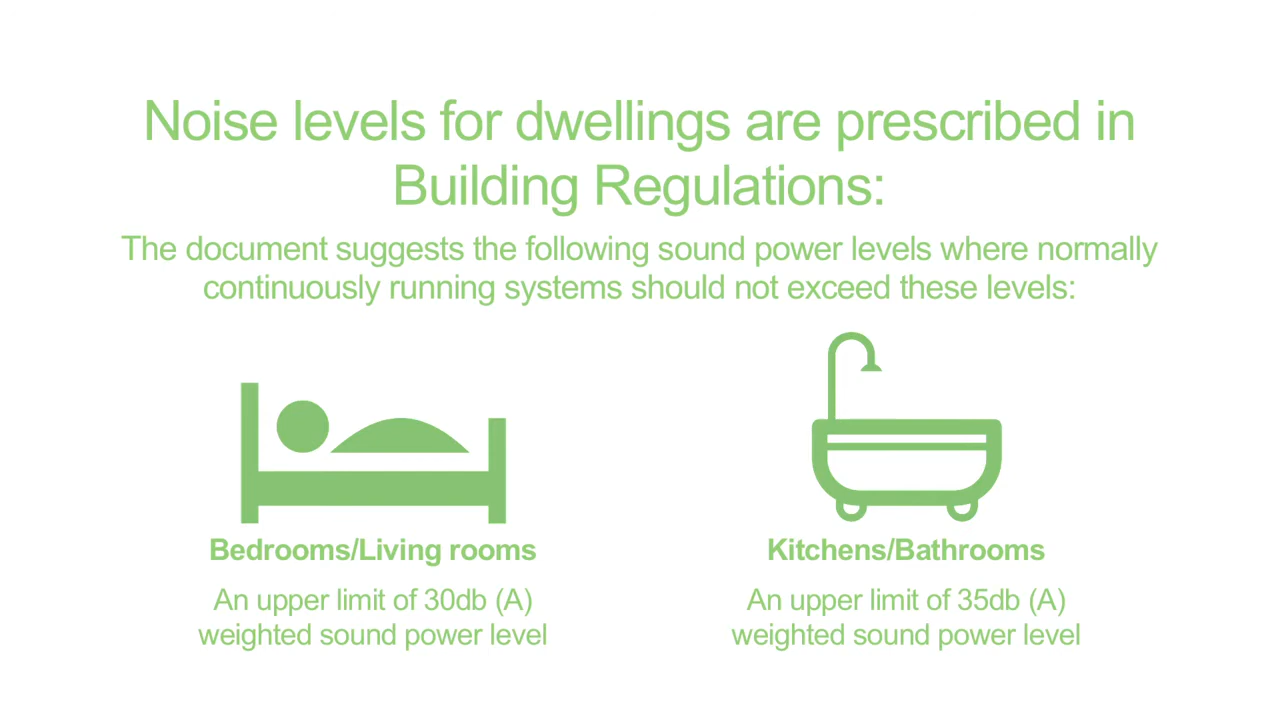 Noise levels for dwellings are prescribed in
Building Regulations:
The document suggests the following sound power levels where normally
continuously running systems should not exceed these levels:
Bedrooms/Living rooms
An upper limit of 30db (A)
weighted sound power level
Kitchens/Bathrooms
An upper limit of 35db (A)
weighted sound power level